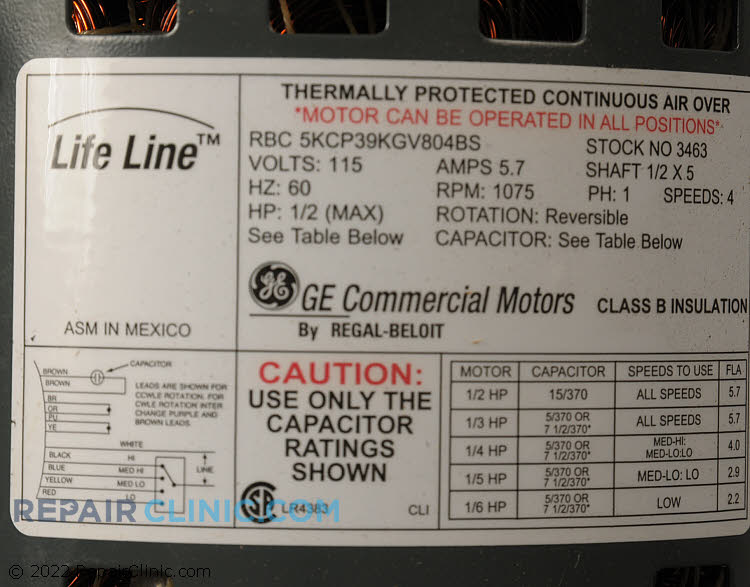 Life Line™
ASM IN MEXICO
THERMALLY PROTECTED CONTINUOUS AIR OVER
*MOTOR CAN BE OPERATED IN ALL POSITIONS*
RBC 5KCP39KGV804BS STOCK NO 3463
VOLTS: 115 AMPS 5.7 SHAFT 1/2 X 5
HZ: 60 RPM: 1075 PH: 1 SPEEDS: 4
HP: 1/2 (MAX) ROTATION: Reversible
See Table Below CAPACITOR: See Table Below
GE Commercial Motors CLASS B INSULATION
By REGAL-BELOIT
CAPACITOR
BROWN
BROWN
LEADS ARE SHOWN FOR
CCWLE ROTATION. FOR
CWLE ROTATION INTER
CHANGE PURPLE AND
BROWN LEADS.
BR
OR
PU
YE
WHITE
BLACK HI
BLUE MED HI LINE
YELLOW MED LO
RED LO
CAUTION:
USE ONLY THE
CAPACITOR
RATINGS
SHOWN
LR4383 CLI
MOTOR CAPACITOR SPEEDS TO USE FLA
1/2 HP 15/370 ALL SPEEDS 5.7
1/3 HP 5/370 OR 7 1/2/370* ALL SPEEDS 5.7
1/4 HP 5/370 OR 7 1/2/370* MED-HI: MED-LO:LO 4.0
1/5 HP 5/370 OR 7 1/2/370* MED-LO: LO 2.9
1/6 HP 5/370 OR 7 1/2/370* LOW 2.2
REPAIRCLINIC.COM
© 2022 RepairClinic.com
© 2022 RepairClinic.com